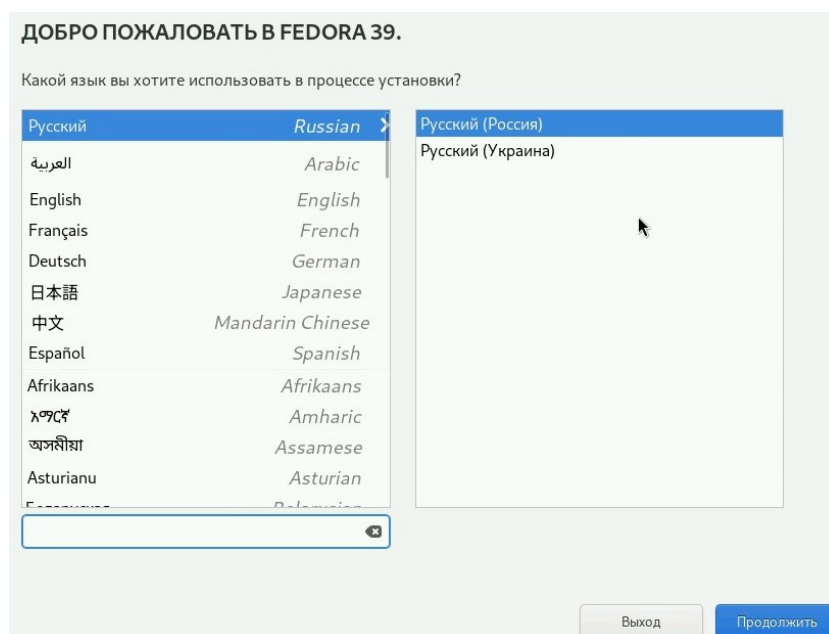 ДОБРО ПОЖАЛОВАТЬ В FEDORA 39.
Какой язык вы хотите использовать в процессе установки?
Русский Russian
العربية Arabic
English English
Français French
Deutsch German
日本語 Japanese
中文 Mandarin Chinese
Español Spanish
Afrikaans Afrikaans
አማርኛ Amharic
অসমীয়া Assamese
Asturianu Asturian
Русский (Россия)
Русский (Украина)
Выход Продолжить